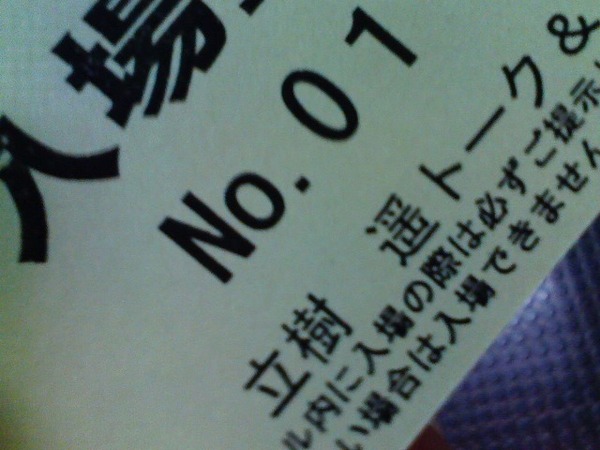 入場
No. 01
立樹 遥 トーク&
ル内に入場の際は必ずご提示
い場合は入場できません